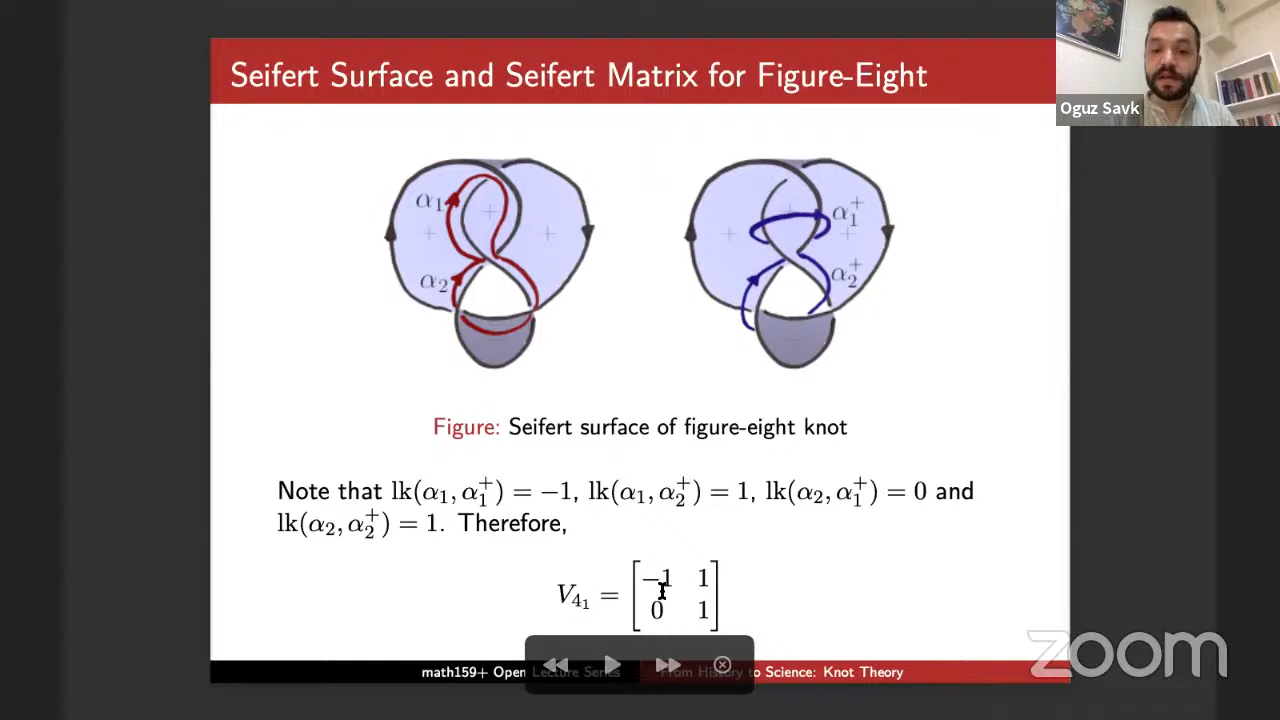 Seifert Surface and Seifert Matrix for Figure-Eight
Oguz Savk
α₁
α₂
α₁⁺
α₂⁺
Figure: Seifert surface of figure-eight knot
Note that lk(α₁, α₁⁺) = −1, lk(α₁, α₂⁺) = 1, lk(α₂, α₁⁺) = 0 and
lk(α₂, α₂⁺) = 1. Therefore,
V₄₁ = [−1 1
0 1]
math159+ Open Lecture Series From History to Science: Knot Theory
zoom